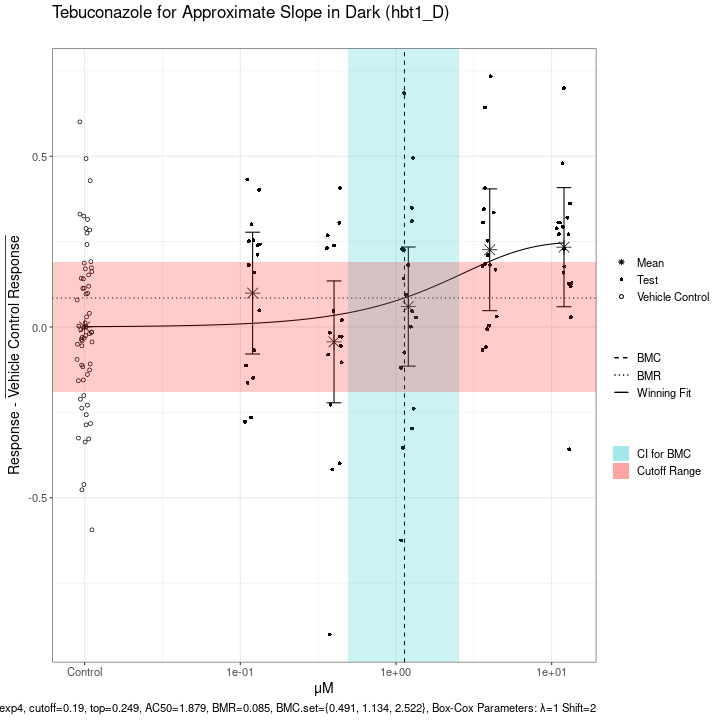 Tebuconazole for Approximate Slope in Dark (hbt1_D)
Response - Vehicle Control Response
0.5
0.0
-0.5
Control
1e-01
1e+00
1e+01
μM
Mean
Test
Vehicle Control
BMC
BMR
Winning Fit
CI for BMC
Cutoff Range
exp4, cutoff=0.19, top=0.249, AC50=1.879, BMR=0.085, BMC.set={0.491, 1.134, 2.522}, Box-Cox Parameters: λ=1 Shift=2